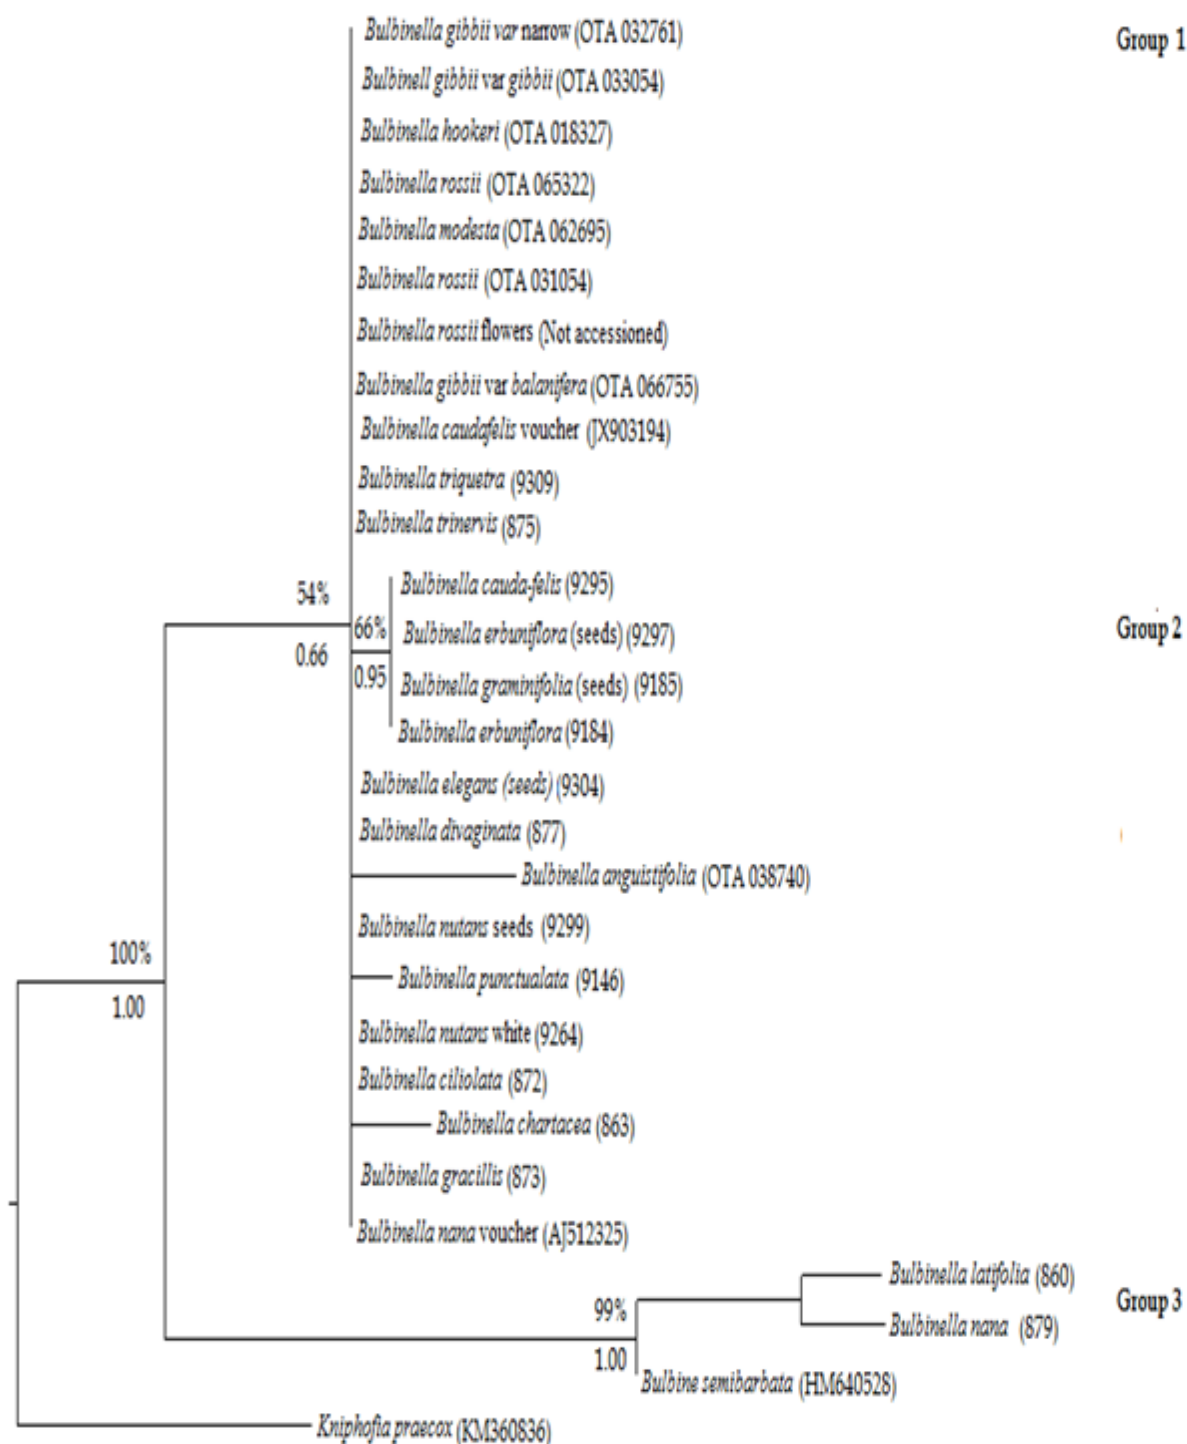 Bulbinella gibbii var narrow (OTA 032761)
Group 1
Bulbinell gibbii var gibbii (OTA 033054)
Bulbinella hookeri (OTA 018327)
Bulbinella rossii (OTA 065322)
Bulbinella modesta (OTA 062695)
Bulbinella rossii (OTA 031054)
Bulbinella rossii flowers (Not accessioned)
Bulbinella gibbii var balanifera (OTA 066755)
Bulbinella caudafelis voucher (JX903194)
Bulbinella triquetra (9309)
Bulbinella trinervis (875)
Bulbinella cauda-felis (9295)
54%
66%
Bulbinella erbuniflora (seeds) (9297)
Group 2
0.66
0.95
Bulbinella graminifolia (seeds) (9185)
Bulbinella erbuniflora (9184)
Bulbinella elegans (seeds) (9304)
Bulbinella divaginata (877)
Bulbinella anguistifolia (OTA 038740)
Bulbinella nutans seeds (9299)
100%
Bulbinella punctualata (9146)
1.00
Bulbinella nutans white (9264)
Bulbinella ciliolata (872)
Bulbinella chartacea (863)
Bulbinella gracillis (873)
Bulbinella nana voucher (AJ512325)
Bulbinella latifolia (860)
Group 3
99%
Bulbinella nana (879)
1.00
Bulbine semibarbata (HM640528)
Kniphofia praecox (KM360836)